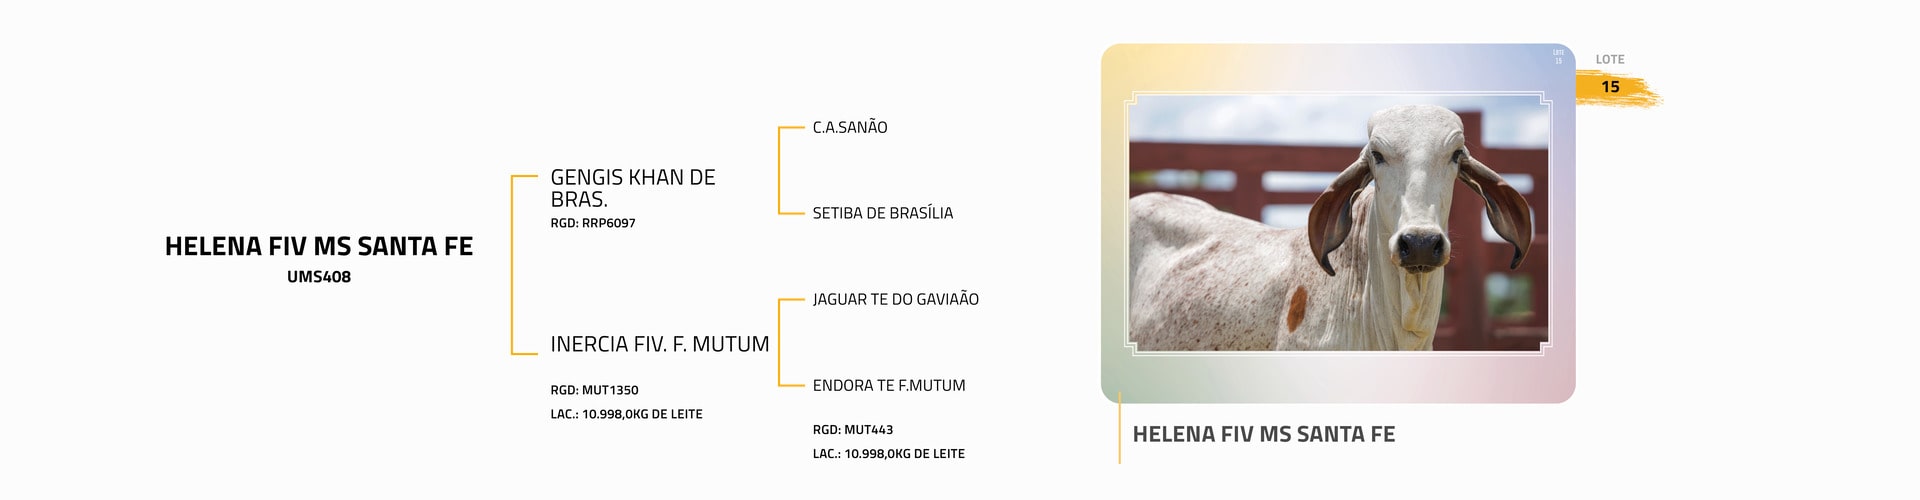 HELENA FIV MS SANTA FE
UMS408
GENGIS KHAN DE
BRAS.
RGD: RRP6097
INERCIA FIV. F. MUTUM
RGD: MUT1350
LAC.: 10.998,0KG DE LEITE
C.A.SANÃO
SETIBA DE BRASÍLIA
JAGUAR TE DO GAVIAÃO
ENDORA TE F.MUTUM
RGD: MUT443
LAC.: 10.998,0KG DE LEITE
LOTE
15
LOTE
15
HELENA FIV MS SANTA FE